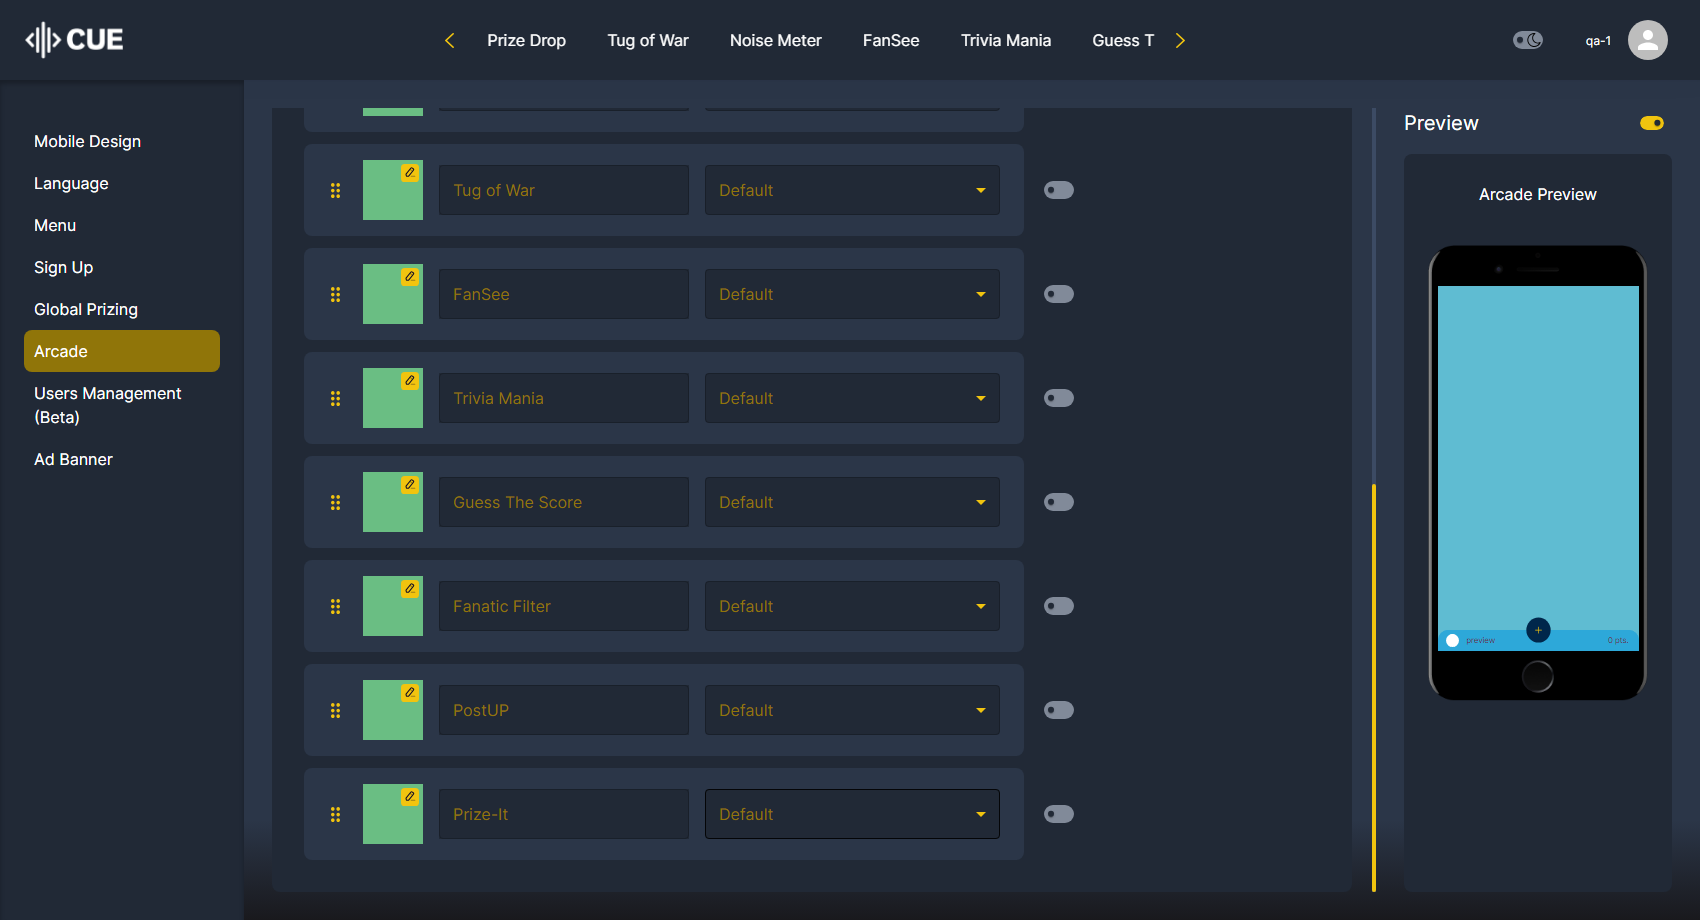 CUE
Prize Drop
Tug of War
Noise Meter
FanSee
Trivia Mania
Guess T
qa-1
Mobile Design
Language
Menu
Sign Up
Global Prizing
Arcade
Users Management
(Beta)
Ad Banner
Tug of War
Default
FanSee
Default
Trivia Mania
Default
Guess The Score
Default
Fanatic Filter
Default
PostUP
Default
Prize-It
Default
Preview
Arcade Preview
preview
+
0 pts.